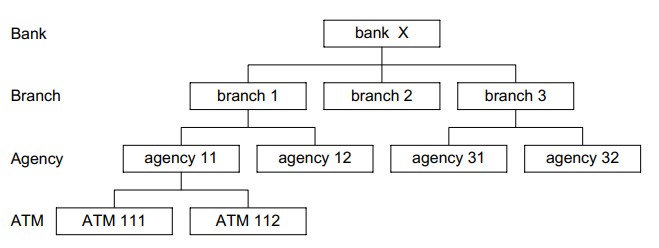 Bank bank X
Branch branch 1 branch 2 branch 3
Agency agency 11 agency 12 agency 31 agency 32
ATM ATM 111 ATM 112